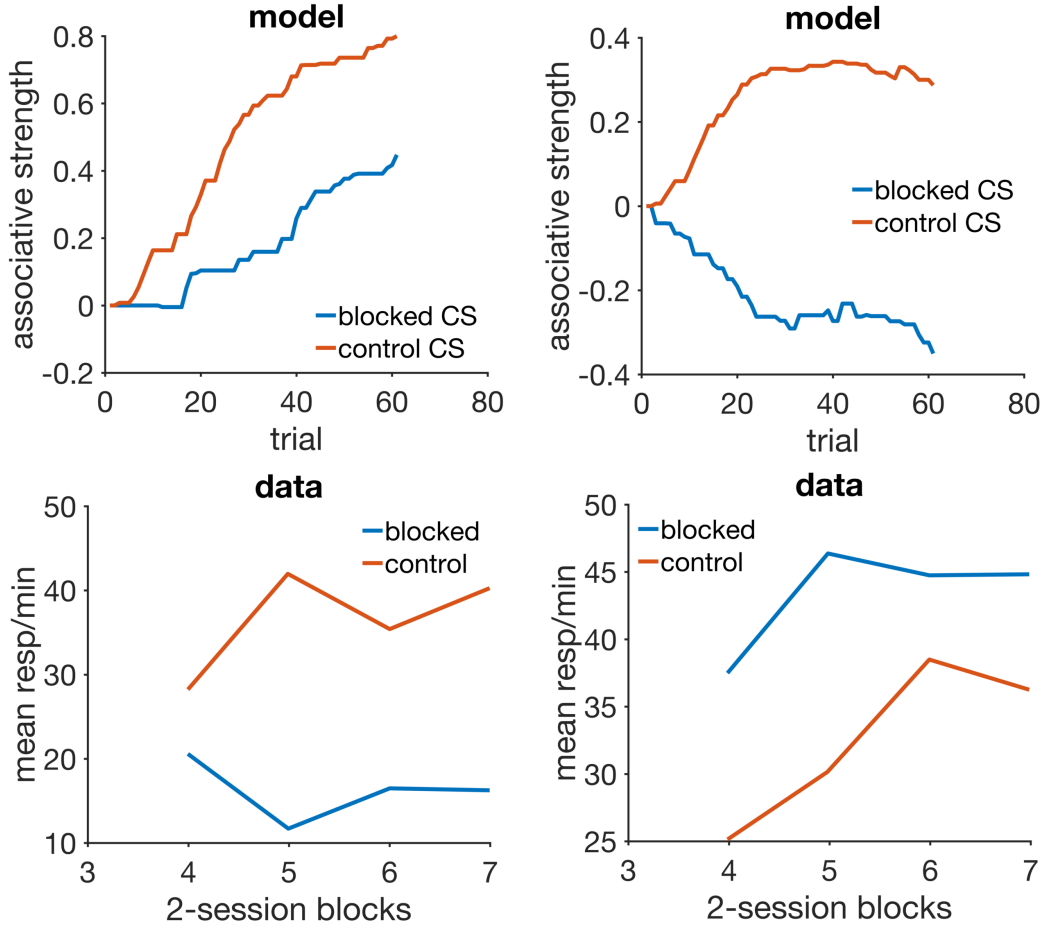 model
0.8
0.6
0.4
0.2
0
-0.2
associative strength
blocked CS
control CS
0 20 40 60 80
trial
model
0.4
0.2
0
-0.2
-0.4
associative strength
blocked CS
control CS
0 20 40 60 80
trial
data
50
40
30
20
10
mean resp/min
blocked
control
3 4 5 6 7
2-session blocks
data
50
45
40
35
30
25
mean resp/min
blocked
control
3 4 5 6 7
2-session blocks